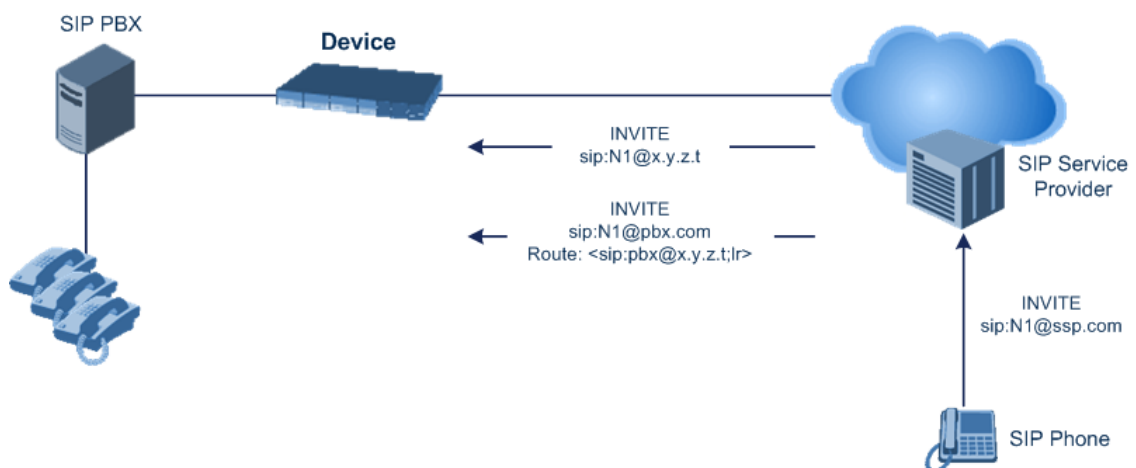 SIP PBX
Device
INVITE
sip:N1@x.y.z.t
SIP Service
Provider
INVITE
sip:N1@pbx.com
Route: <sip:pbx@x.y.z.t;lr>
INVITE
sip:N1@ssp.com
SIP Phone